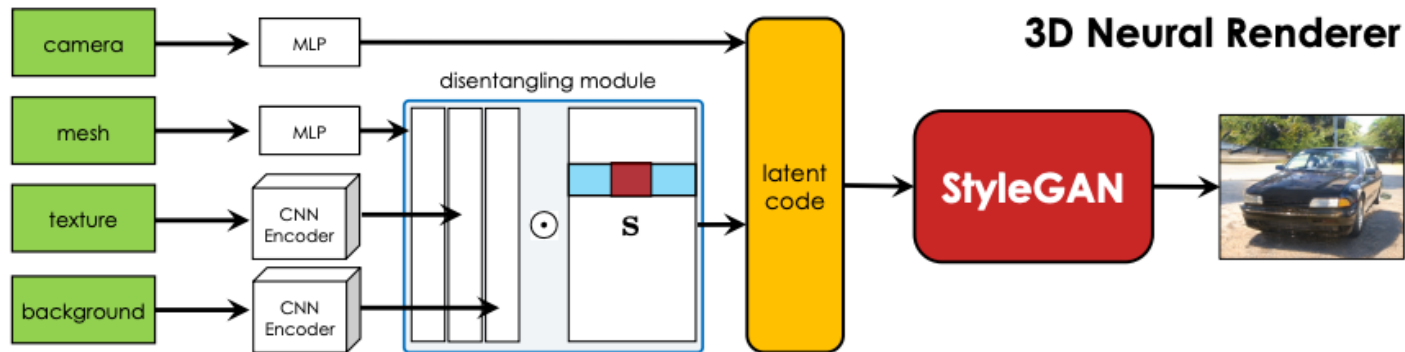 camera
MLP
3D Neural Renderer
disentangling module
mesh
MLP
latent
code
StyleGAN
texture
CNN
Encoder
⊙
S
background
CNN
Encoder